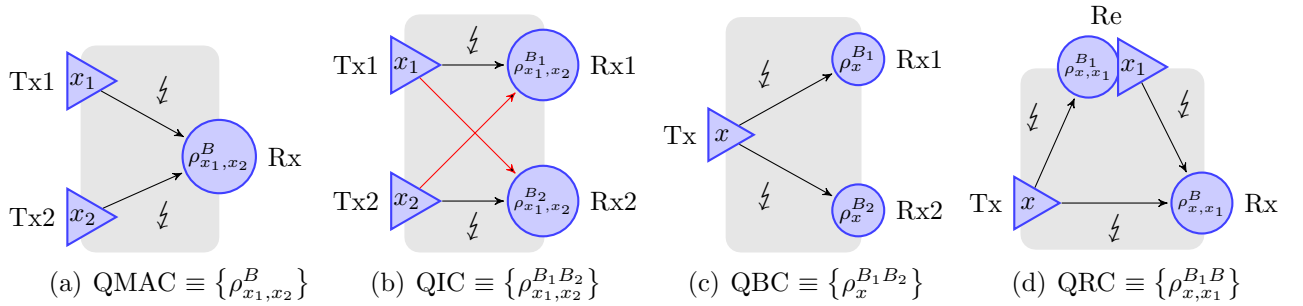 Tx1
x₁
Tx2
x₂
ρ^B_{x₁,x₂}
Rx
(a) QMAC ≡ {ρ^B_{x₁,x₂}}
Tx1
x₁
ρ^{B₁}_{x₁,x₂}
Rx1
Tx2
x₂
ρ^{B₂}_{x₁,x₂}
Rx2
(b) QIC ≡ {ρ^{B₁B₂}_{x₁,x₂}}
Tx
x
ρ^{B₁}_x
Rx1
ρ^{B₂}_x
Rx2
(c) QBC ≡ {ρ^{B₁B₂}_x}
Re
ρ^{B₁}_{x,x₁}
x₁
Tx
x
ρ^B_{x,x₁}
Rx
(d) QRC ≡ {ρ^{B₁B}_{x,x₁}}